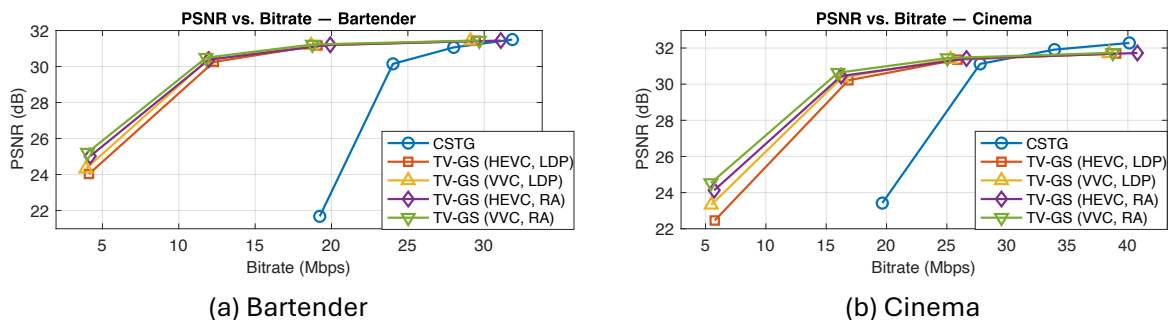 PSNR vs. Bitrate — Bartender
32
30
28
26
24
22
PSNR (dB)
5
10
15
20
25
30
Bitrate (Mbps)
CSTG
TV-GS (HEVC, LDP)
TV-GS (VVC, LDP)
TV-GS (HEVC, RA)
TV-GS (VVC, RA)
(a) Bartender
PSNR vs. Bitrate — Cinema
32
30
28
26
24
22
PSNR (dB)
5
10
15
20
25
30
35
40
Bitrate (Mbps)
CSTG
TV-GS (HEVC, LDP)
TV-GS (VVC, LDP)
TV-GS (HEVC, RA)
TV-GS (VVC, RA)
(b) Cinema